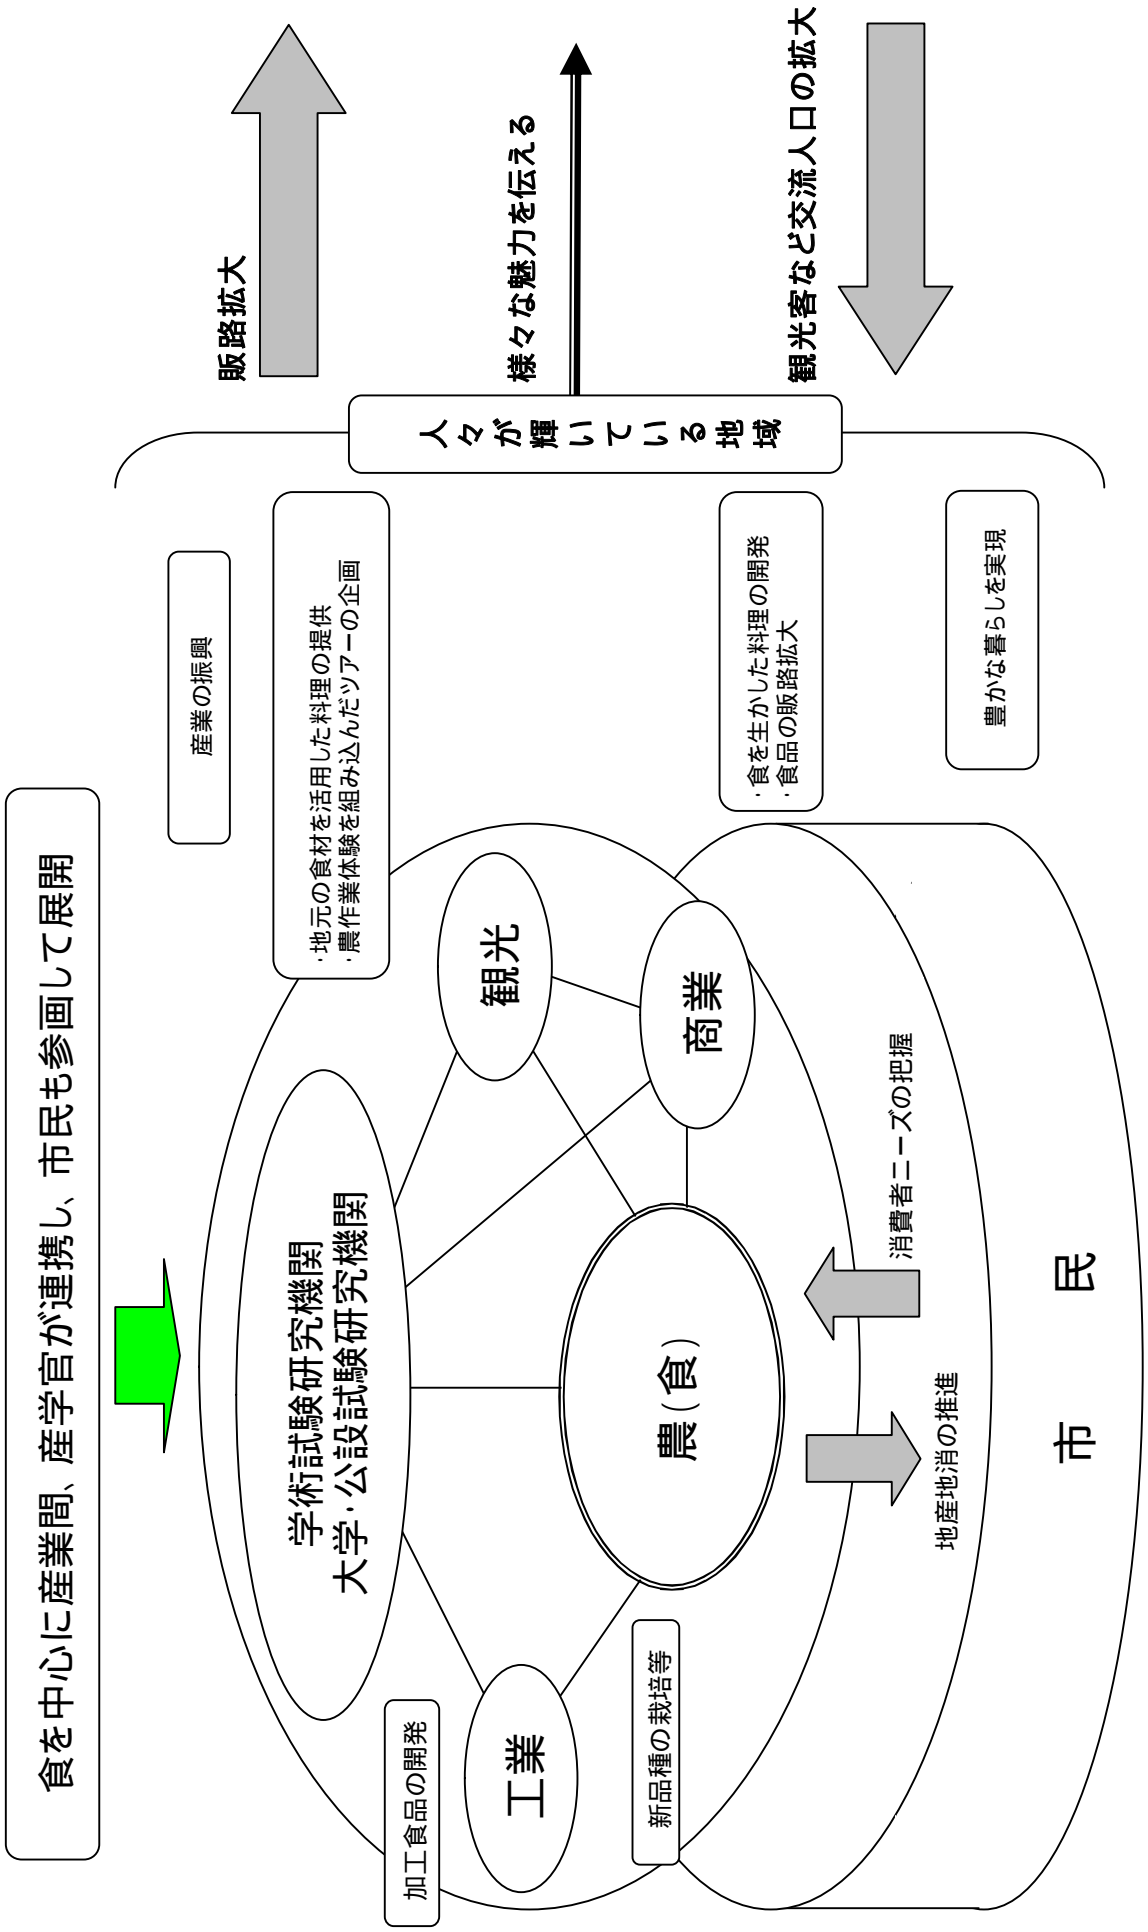 食を中心に産業間、産学官が連携し、市民も参画して展開
産業の振興
・地元の食材を活用した料理の提供
・農作業体験を組み込んだツアーの企画
学術試験研究機関
大学・公設試験研究機関
加工食品の開発
工業
観光
商業
農(食)
新品種の栽培等
・食を生かした料理の開発
・食品の販路拡大
消費者ニーズの把握
地産地消の推進
豊かな暮らしを実現
市 民
人々が輝いている地域
販路拡大
様々な魅力を伝える
観光客など交流人口の拡大